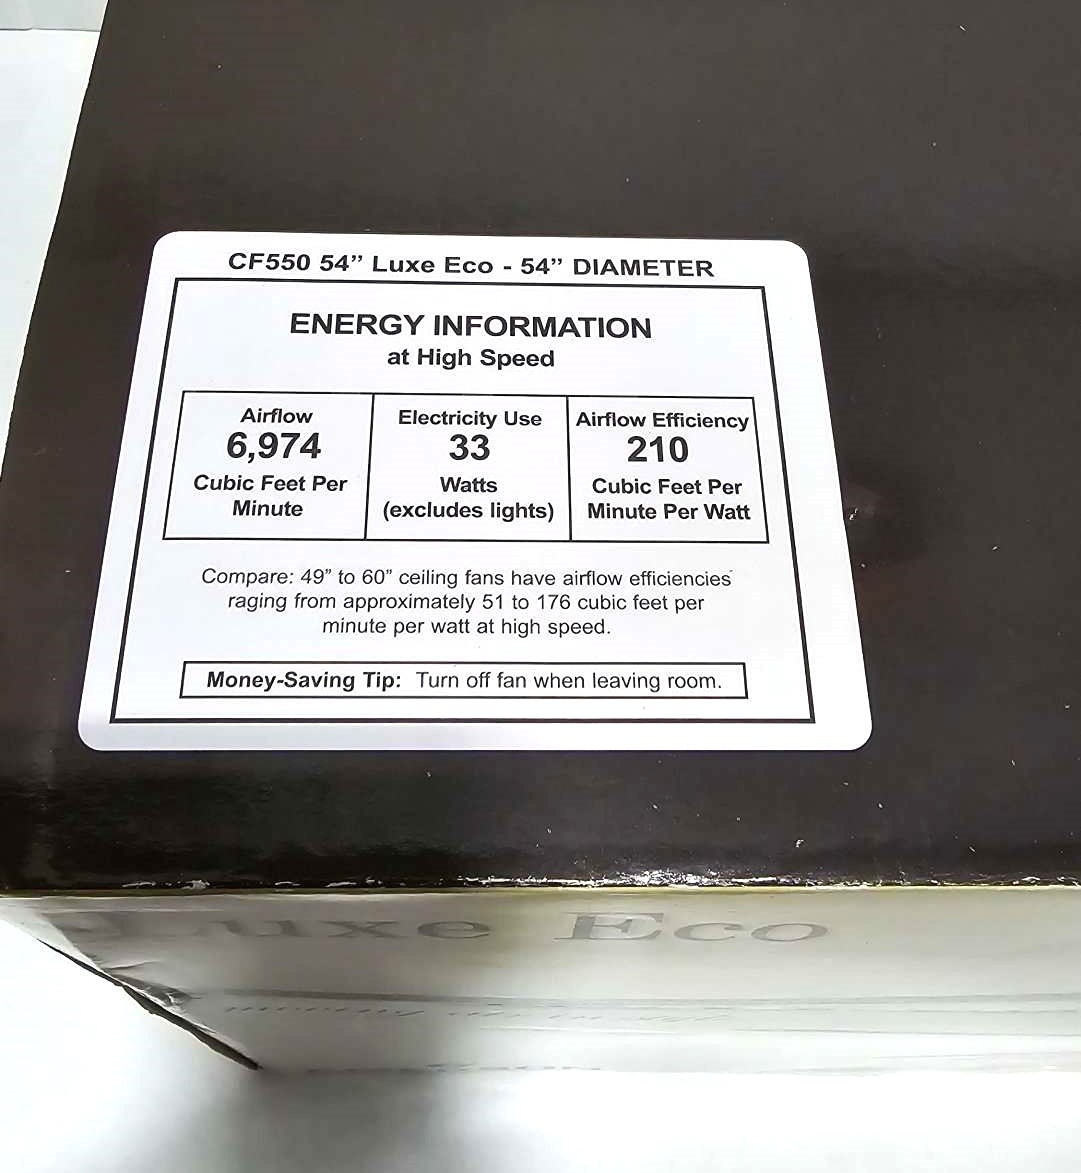 CF550 54” Luxe Eco - 54” DIAMETER
ENERGY INFORMATION
at High Speed
Airflow
6,974
Cubic Feet Per
Minute
Electricity Use
33
Watts
(excludes lights)
Airflow Efficiency
210
Cubic Feet Per
Minute Per Watt
Compare: 49” to 60” ceiling fans have airflow efficiencies
raging from approximately 51 to 176 cubic feet per
minute per watt at high speed.
Money-Saving Tip: Turn off fan when leaving room.
Luxe Eco